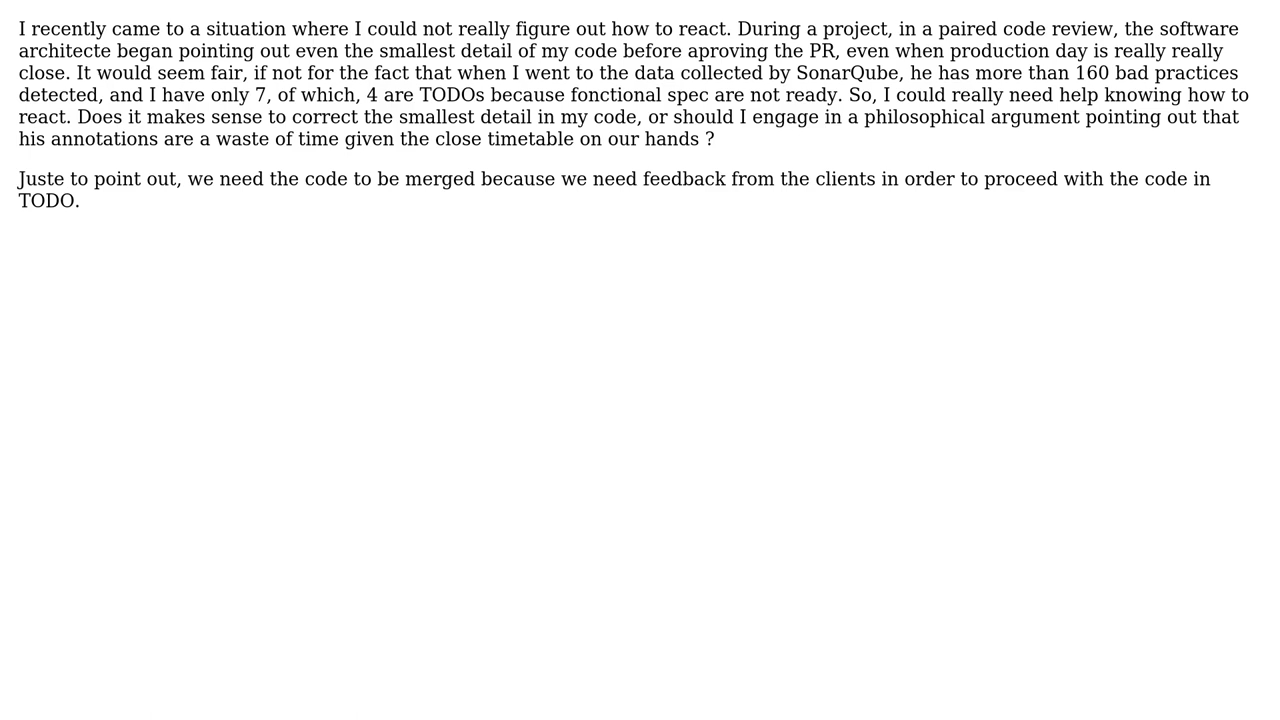 I recently came to a situation where I could not really figure out how to react. During a project, in a paired code review, the software
architecte began pointing out even the smallest detail of my code before aproving the PR, even when production day is really really
close. It would seem fair, if not for the fact that when I went to the data collected by SonarQube, he has more than 160 bad practices
detected, and I have only 7, of which, 4 are TODOs because fonctional spec are not ready. So, I could really need help knowing how to
react. Does it makes sense to correct the smallest detail in my code, or should I engage in a philosophical argument pointing out that
his annotations are a waste of time given the close timetable on our hands ?
Juste to point out, we need the code to be merged because we need feedback from the clients in order to proceed with the code in
TODO.